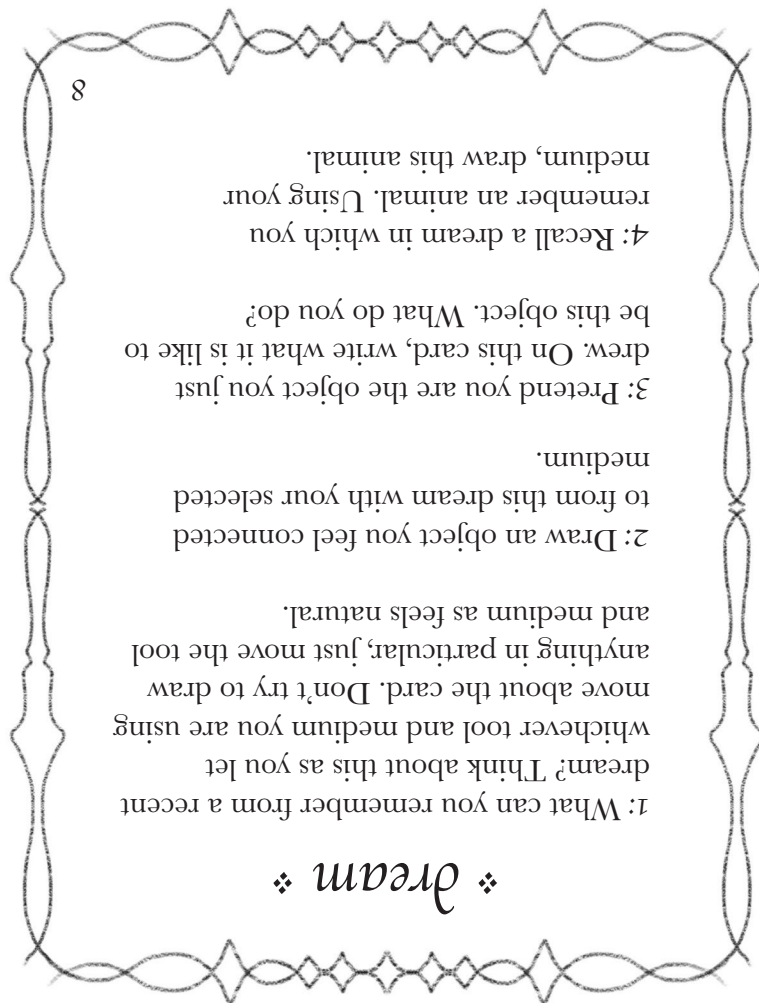 ❖ dream ❖
1: What can you remember from a recent
dream? Think about this as you let
whichever tool and medium you are using
move about the card. Don't try to draw
anything in particular, just move the tool
and medium as feels natural.
2: Draw an object you feel connected
to from this dream with your selected
medium.
3: Pretend you are the object you just
drew. On this card, write what it is like to
be this object. What do you do?
4: Recall a dream in which you
remember an animal. Using your
medium, draw this animal.
8